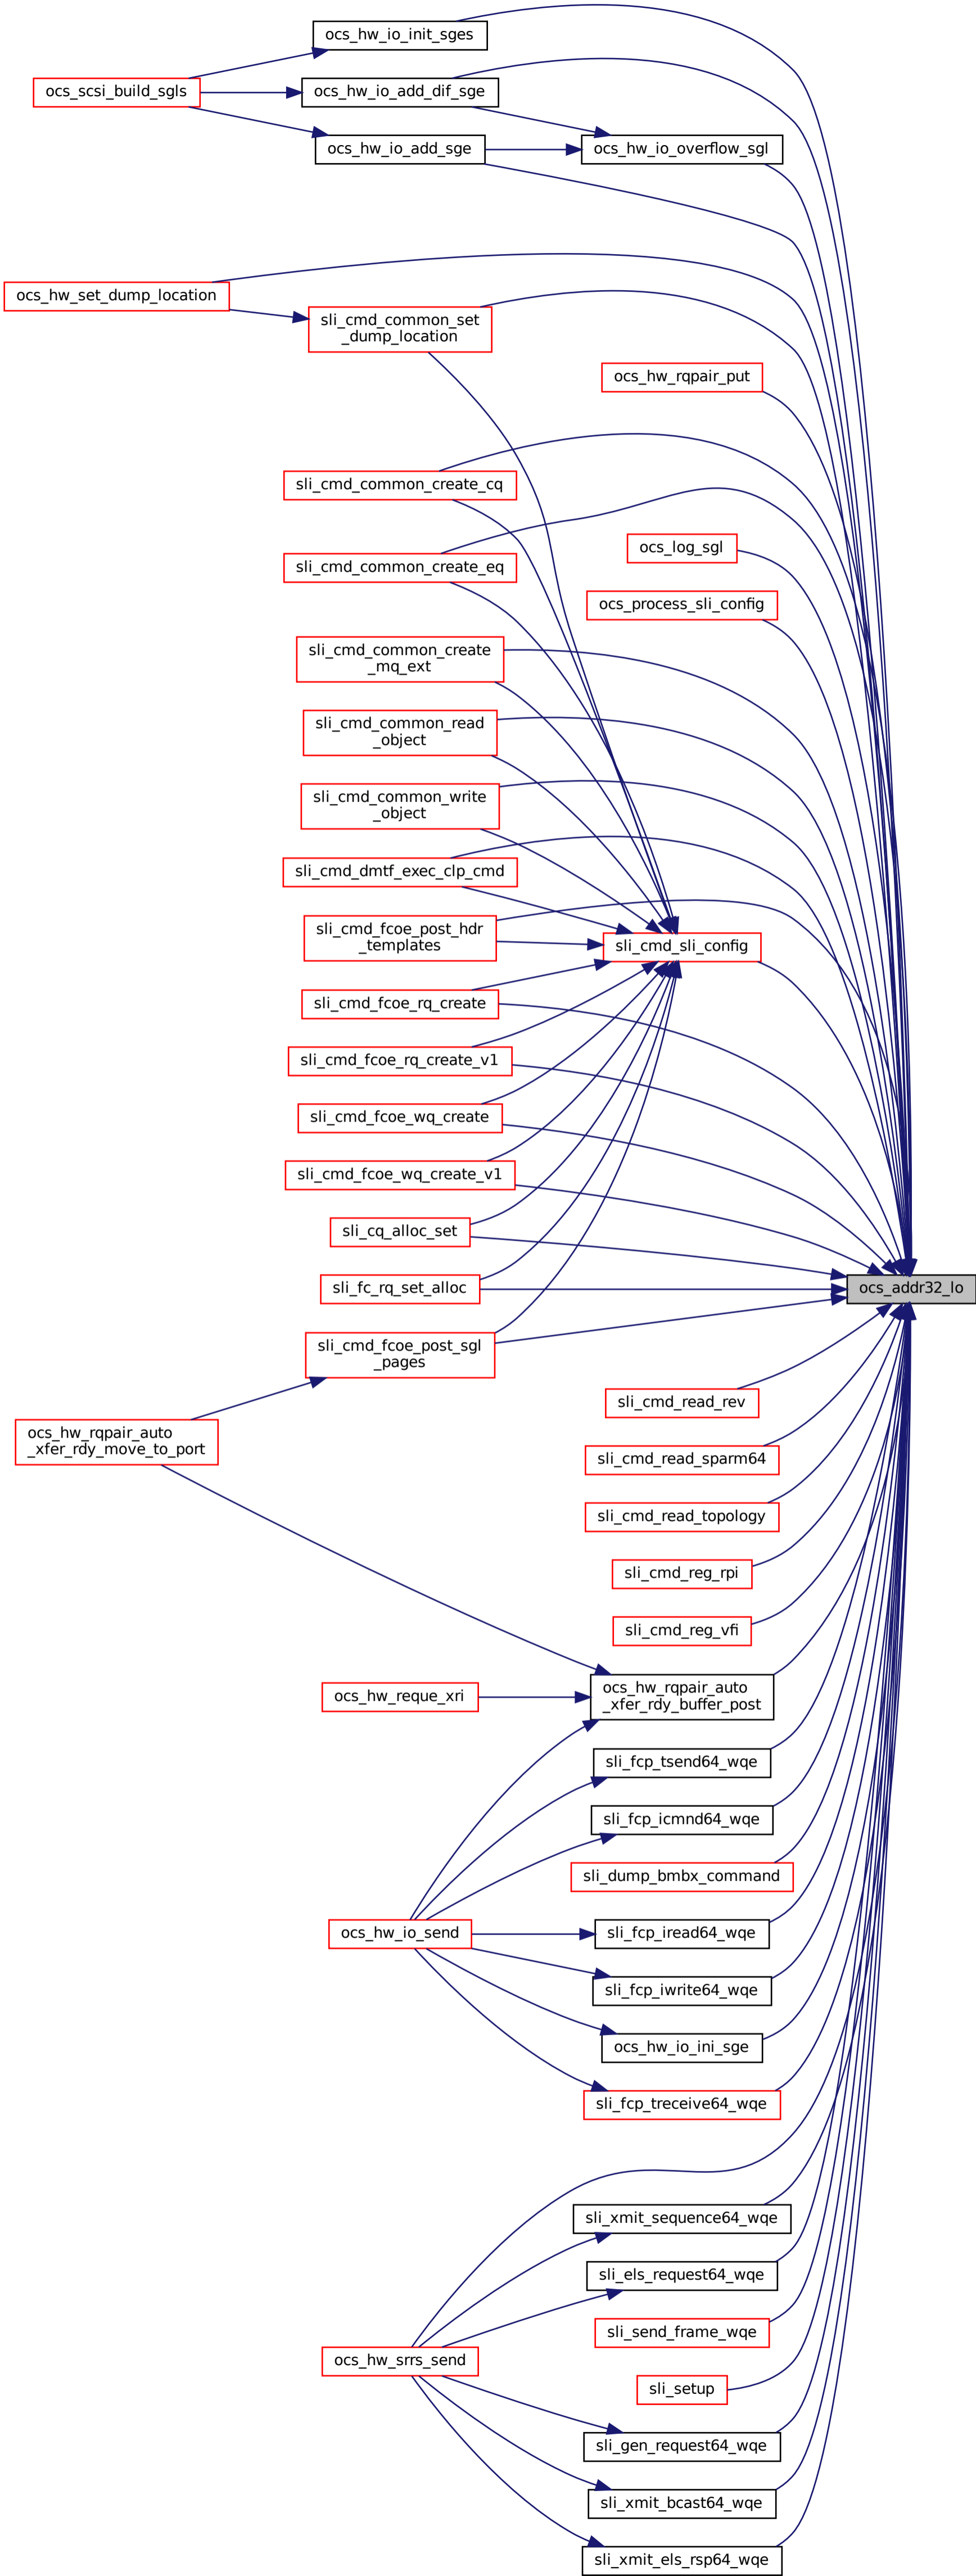 ocs_hw_io_init_sges
ocs_scsi_build_sgls
ocs_hw_io_add_dif_sge
ocs_hw_io_add_sge
ocs_hw_io_overflow_sgl
ocs_hw_set_dump_location
sli_cmd_common_set
_dump_location
ocs_hw_rqpair_put
sli_cmd_common_create_cq
ocs_log_sgl
sli_cmd_common_create_eq
ocs_process_sli_config
sli_cmd_common_create
_mq_ext
sli_cmd_common_read
_object
sli_cmd_common_write
_object
sli_cmd_dmtf_exec_clp_cmd
sli_cmd_fcoe_post_hdr
_templates
sli_cmd_sli_config
sli_cmd_fcoe_rq_create
sli_cmd_fcoe_rq_create_v1
sli_cmd_fcoe_wq_create
sli_cmd_fcoe_wq_create_v1
sli_cq_alloc_set
sli_fc_rq_set_alloc
ocs_addr32_lo
sli_cmd_fcoe_post_sgl
_pages
sli_cmd_read_rev
ocs_hw_rqpair_auto
_xfer_rdy_move_to_port
sli_cmd_read_sparm64
sli_cmd_read_topology
sli_cmd_reg_rpi
sli_cmd_reg_vfi
ocs_hw_reque_xri
ocs_hw_rqpair_auto
_xfer_rdy_buffer_post
sli_fcp_tsend64_wqe
sli_fcp_icmnd64_wqe
sli_dump_bmbx_command
ocs_hw_io_send
sli_fcp_iread64_wqe
sli_fcp_iwrite64_wqe
ocs_hw_io_ini_sge
sli_fcp_treceive64_wqe
sli_xmit_sequence64_wqe
sli_els_request64_wqe
sli_send_frame_wqe
ocs_hw_srrs_send
sli_setup
sli_gen_request64_wqe
sli_xmit_bcast64_wqe
sli_xmit_els_rsp64_wqe